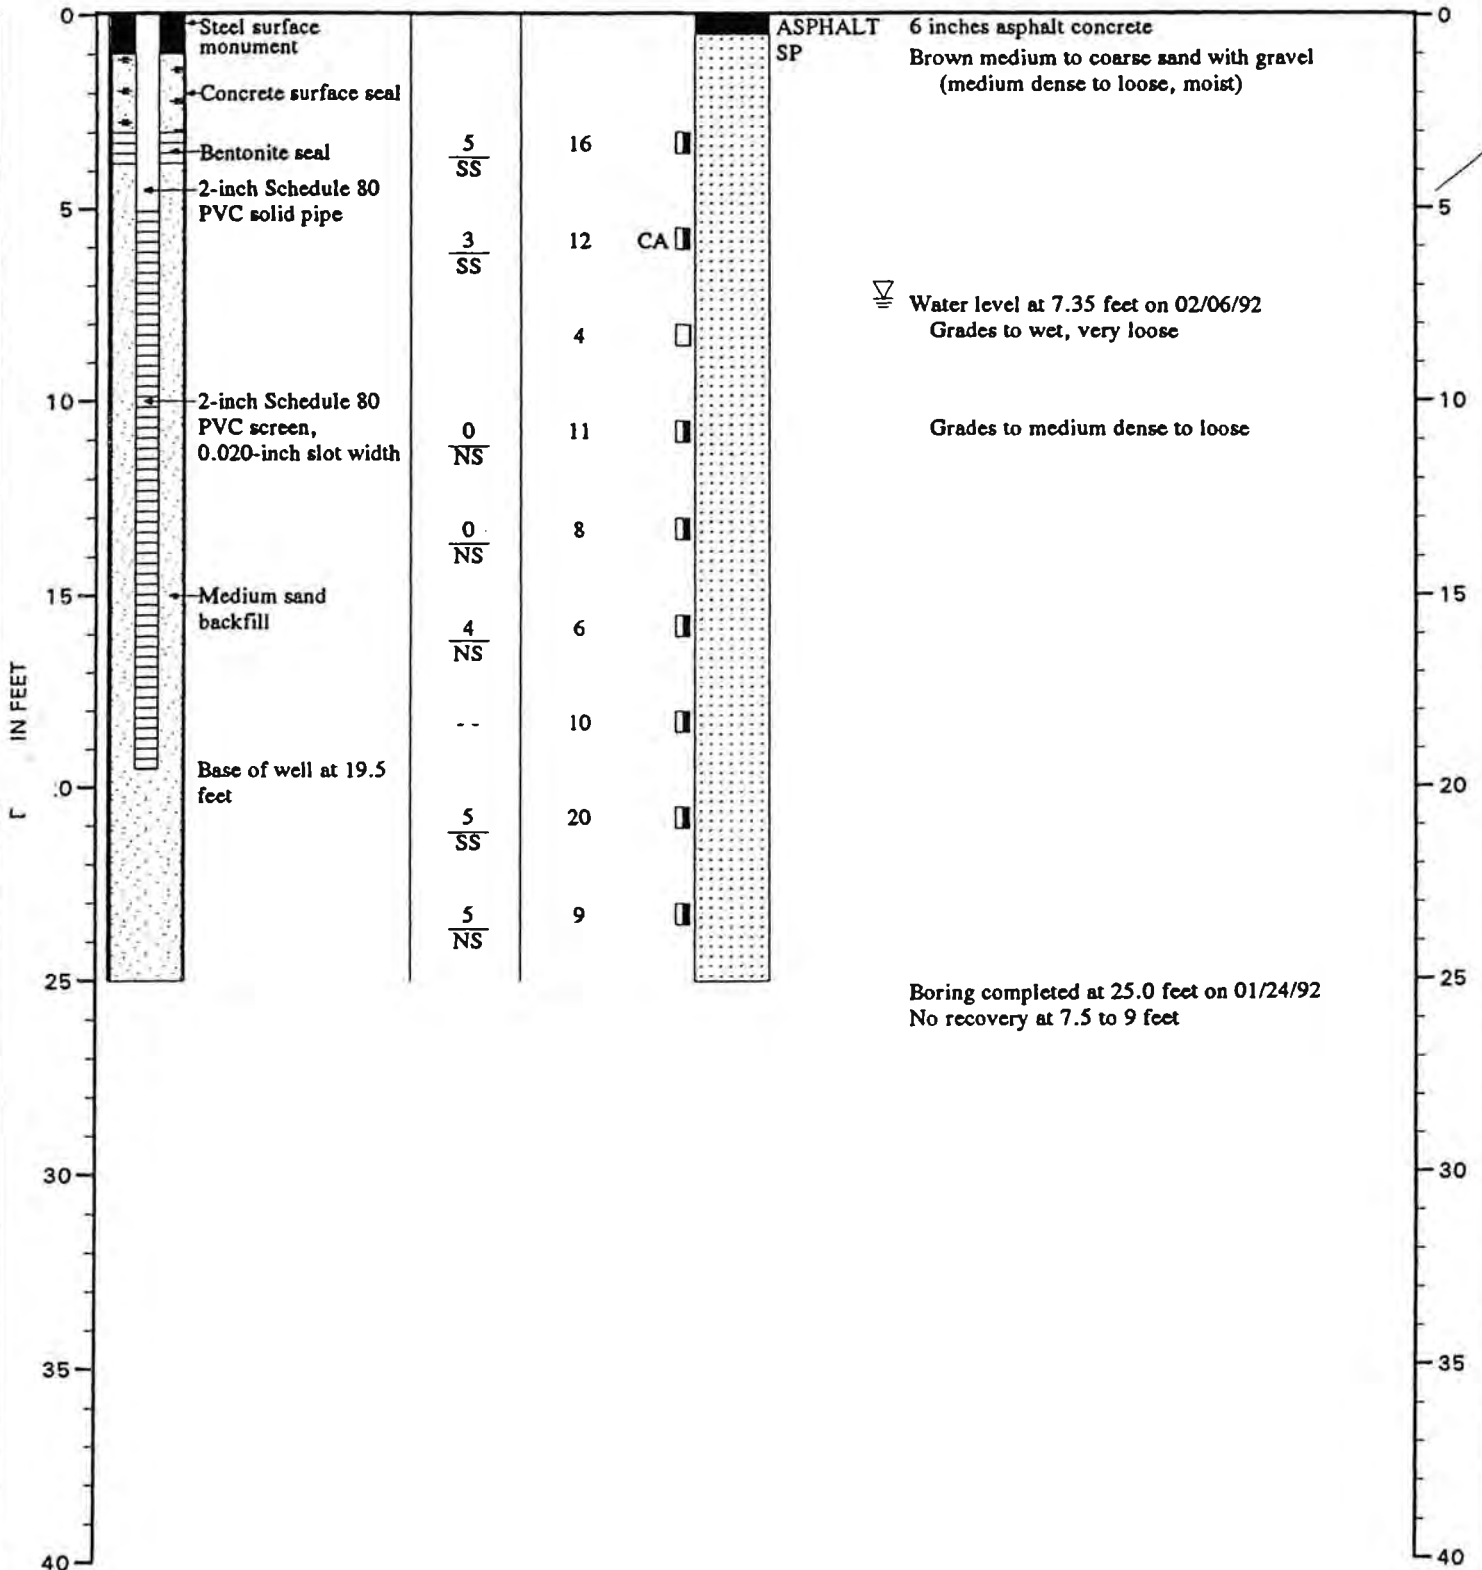 0
Steel surface
monument
Concrete surface seal
Bentonite seal
2-inch Schedule 80
PVC solid pipe
5
2-inch Schedule 80
PVC screen,
0.020-inch slot width
10
Medium sand
backfill
15
IN FEET
Base of well at 19.5
feet
.0
25
30
35
40
5
SS
3
SS
0
NS
0
NS
4
NS
--
5
SS
5
NS
16
12
4
11
8
6
10
20
9
CA
ASPHALT
SP
6 inches asphalt concrete
Brown medium to coarse sand with gravel
(medium dense to loose, moist)
Water level at 7.35 feet on 02/06/92
Grades to wet, very loose
Grades to medium dense to loose
Boring completed at 25.0 feet on 01/24/92
No recovery at 7.5 to 9 feet
0
5
10
15
20
25
30
35
40